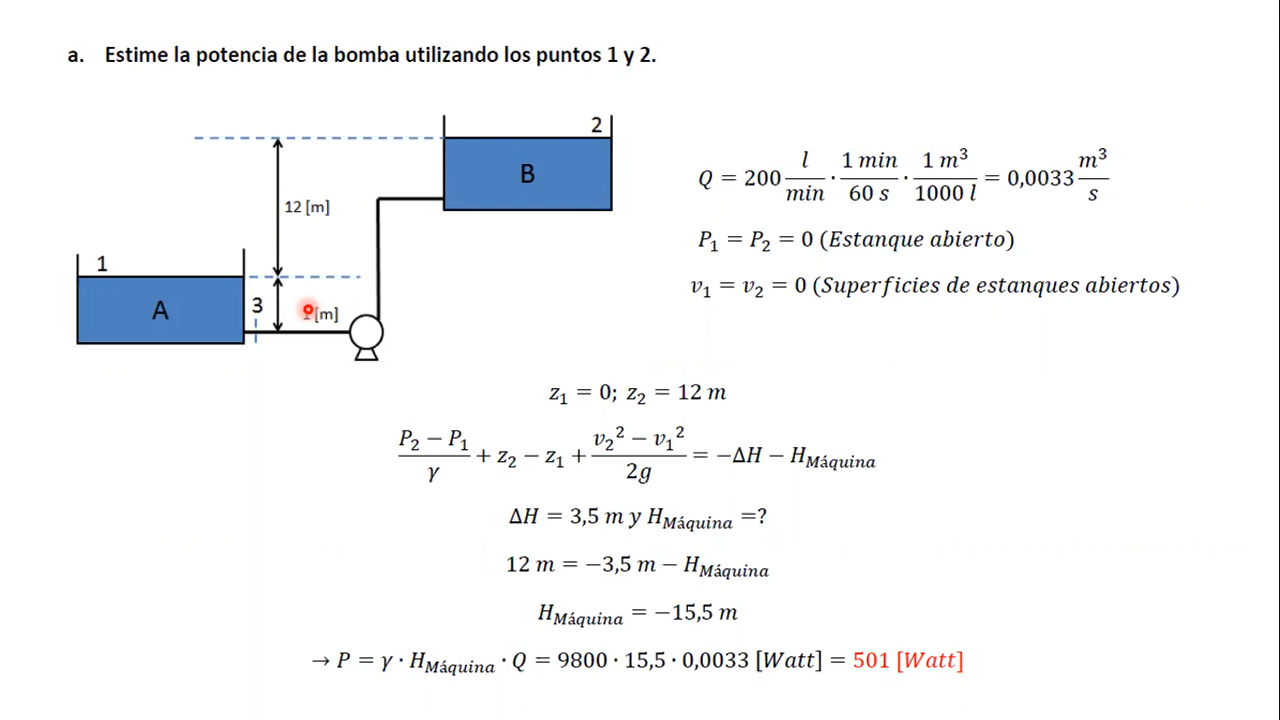 a. Estime la potencia de la bomba utilizando los puntos 1 y 2.
2
B
12 [m]
1
A
3
[m]
Q = 200 l/min · 1 min/60 s · 1 m³/1000 l = 0,0033 m³/s
P₁ = P₂ = 0 (Estanque abierto)
v₁ = v₂ = 0 (Superficies de estanques abiertos)
z₁ = 0; z₂ = 12 m
(P₂ − P₁)/γ + z₂ − z₁ + (v₂² − v₁²)/2g = −ΔH − H_Máquina
ΔH = 3,5 m y H_Máquina =?
12 m = −3,5 m − H_Máquina
H_Máquina = −15,5 m
→ P = γ · H_Máquina · Q = 9800 · 15,5 · 0,0033 [Watt] = 501 [Watt]